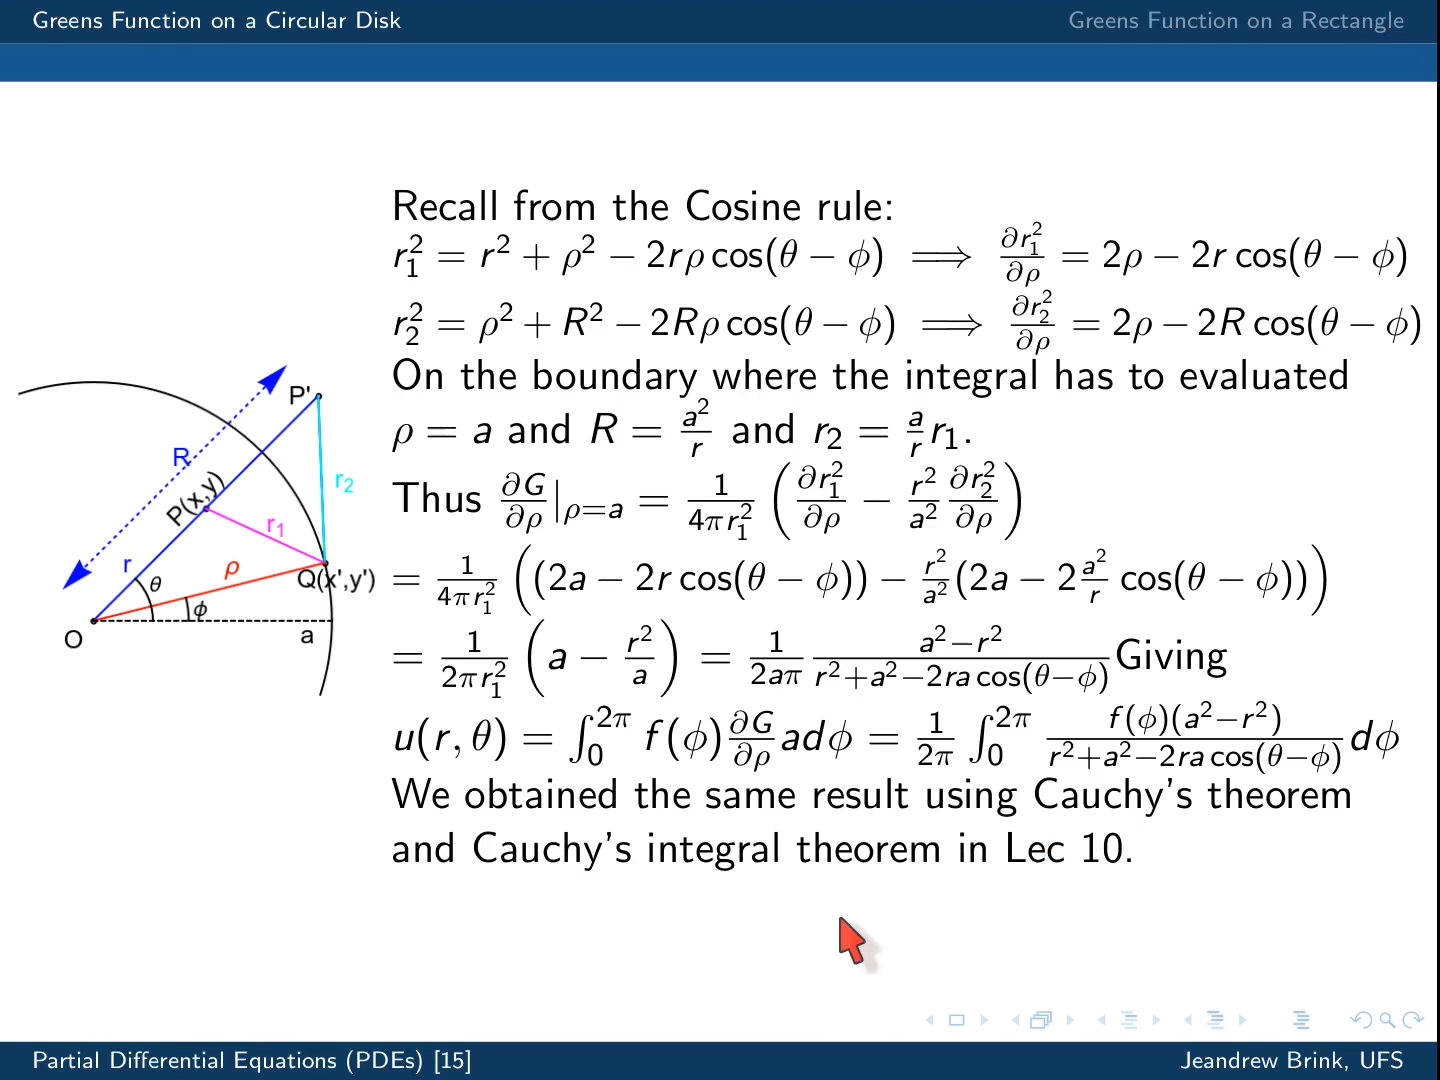 Greens Function on a Circular Disk
Greens Function on a Rectangle
Recall from the Cosine rule:
r₁² = r² + ρ² − 2rρ cos(θ − ϕ) ⟹ ∂r₁²/∂ρ = 2ρ − 2r cos(θ − ϕ)
r₂² = ρ² + R² − 2Rρ cos(θ − ϕ) ⟹ ∂r₂²/∂ρ = 2ρ − 2R cos(θ − ϕ)
On the boundary where the integral has to evaluated
ρ = a and R = a²/r and r₂ = a/r r₁.
Thus ∂G/∂ρ|ρ=a = 1/(4πr₁²) (∂r₁²/∂ρ − r²/a² ∂r₂²/∂ρ)
= 1/(4πr₁²) ((2a − 2r cos(θ − ϕ)) − r²/a² (2a − 2 a²/r cos(θ − ϕ)))
= 1/(2πr₁²) (a − r²/a) = 1/(2aπ) (a²−r²)/(r²+a²−2ra cos(θ−ϕ)) Giving
u(r, θ) = ∫₀^2π f(ϕ) ∂G/∂ρ adϕ = 1/(2π) ∫₀^2π f(ϕ)(a²−r²)/(r²+a²−2ra cos(θ−ϕ)) dϕ
We obtained the same result using Cauchy's theorem
and Cauchy's integral theorem in Lec 10.
P'
R
P(x,y)
r₂
r₁
r
ρ
Q(x',y')
θ
ϕ
O
a
Partial Differential Equations (PDEs) [15]
Jeandrew Brink, UFS